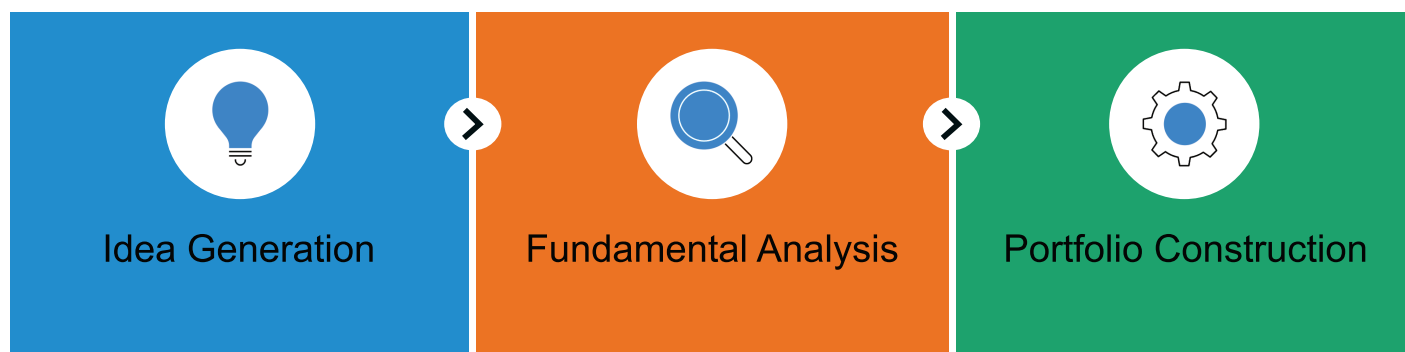 Idea Generation
Fundamental Analysis
Portfolio Construction